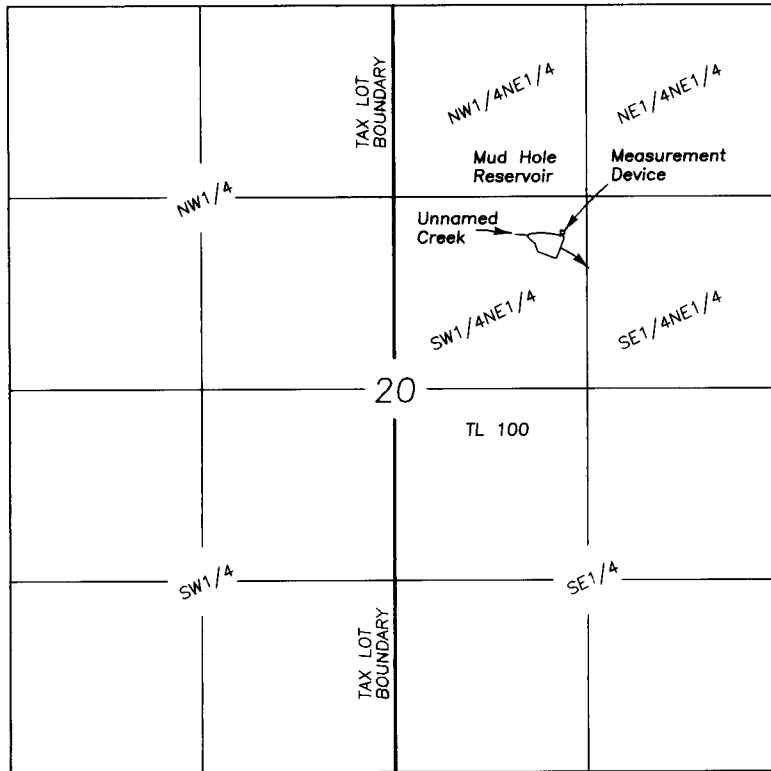 TAX LOT
BOUNDARY
NW1/4NE1/4
NE1/4NE1/4
Mud Hole
Reservoir
Measurement
Device
NW1/4
Unnamed
Creek
SW1/4NE1/4
SE1/4NE1/4
20
TL 100
SW1/4
SE1/4
TAX LOT
BOUNDARY